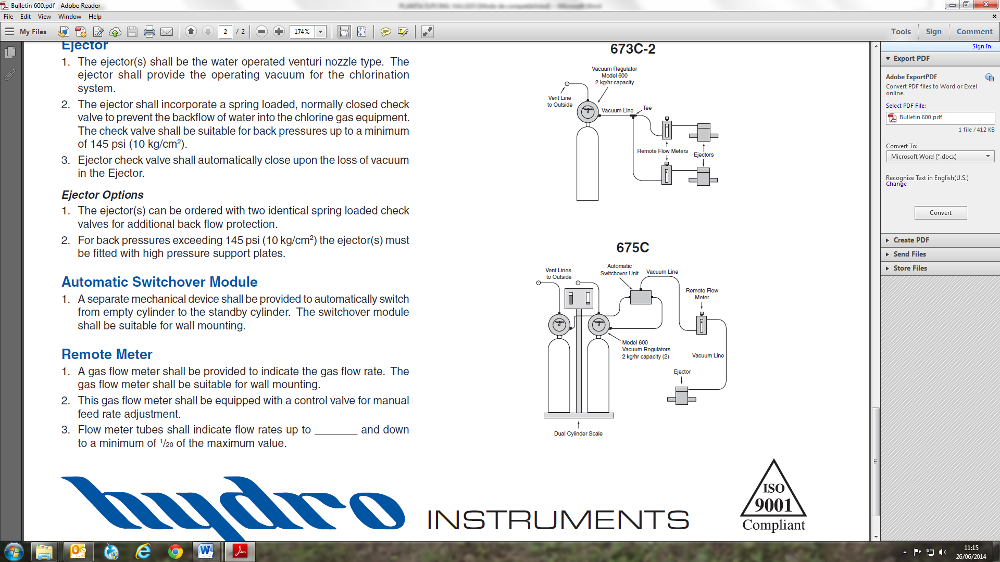 Bulletin 600.pdf - Adobe Reader
File Edit View Window Help
My Files
2 / 2
174%
Tools
Sign
Comment
Ejector
1. The ejector(s) shall be the water operated venturi nozzle type. The
ejector shall provide the operating vacuum for the chlorination
system.
2. The ejector shall incorporate a spring loaded, normally closed check
valve to prevent the backflow of water into the chlorine gas equipment.
The check valve shall be suitable for back pressures up to a minimum
of 145 psi (10 kg/cm²).
3. Ejector check valve shall automatically close upon the loss of vacuum
in the Ejector.
Ejector Options
1. The ejector(s) can be ordered with two identical spring loaded check
valves for additional back flow protection.
2. For back pressures exceeding 145 psi (10 kg/cm²) the ejector(s) must
be fitted with high pressure support plates.
Automatic Switchover Module
1. A separate mechanical device shall be provided to automatically switch
from empty cylinder to the standby cylinder. The switchover module
shall be suitable for wall mounting.
Remote Meter
1. A gas flow meter shall be provided to indicate the gas flow rate. The
gas flow meter shall be suitable for wall mounting.
2. This gas flow meter shall be equipped with a control valve for manual
feed rate adjustment.
3. Flow meter tubes shall indicate flow rates up to _______ and down
to a minimum of 1/20 of the maximum value.
673C-2
Vacuum Regulator
Model 600
2 kg/hr capacity
Vent Line
to Outside
Vacuum Line
Tee
Remote Flow Meters
Ejectors
675C
Vent Lines
to Outside
Automatic
Switchover Unit
Vacuum Line
Remote Flow
Meter
Model 600
Vacuum Regulators
2 kg/hr capacity (2)
Vacuum Line
Ejector
Dual Cylinder Scale
hydro
INSTRUMENTS
ISO
9001
Compliant
Sign In
Export PDF
Adobe ExportPDF
Convert PDF files to Word or Excel
online.
Select PDF File:
Bulletin 600.pdf
1 file / 412 KB
Convert To:
Microsoft Word (*.docx)
Recognize Text in English(U.S.)
Change
Convert
Create PDF
Send Files
Store Files
11:15
26/06/2014